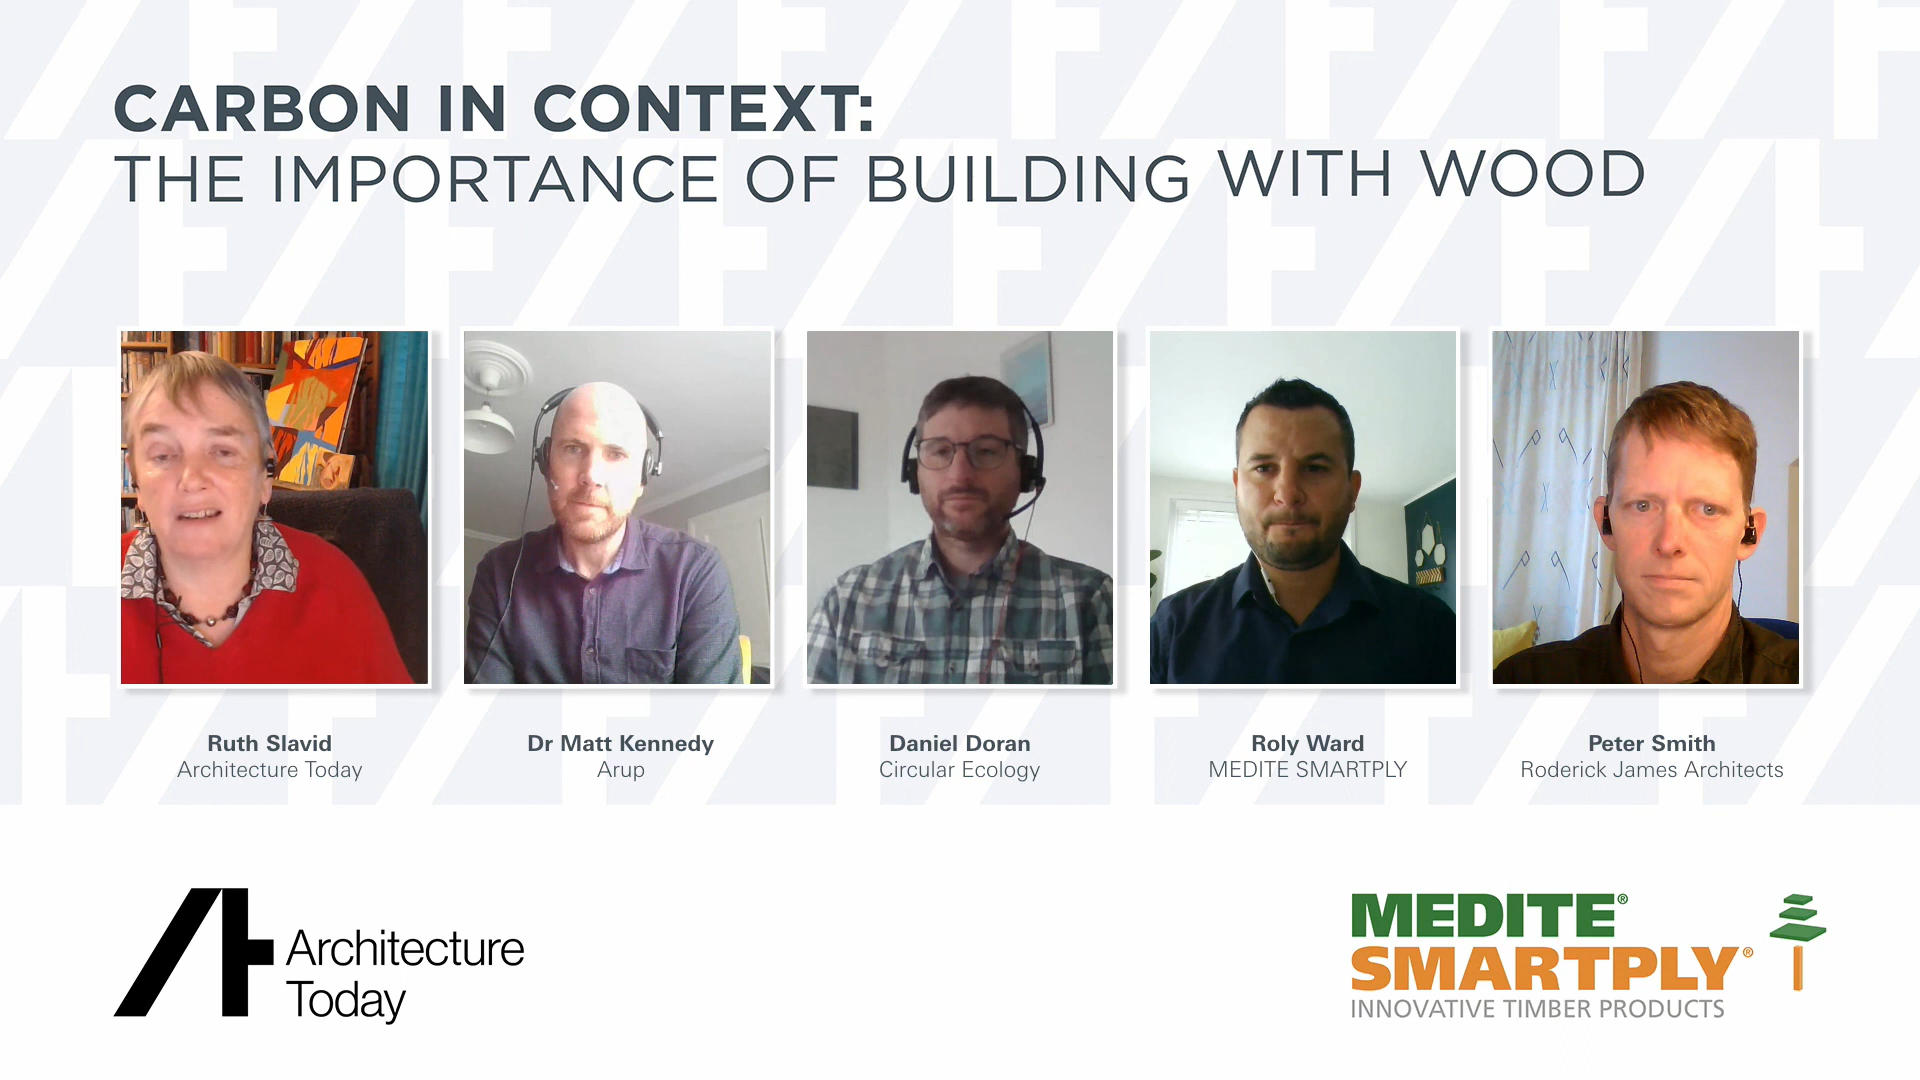 CARBON IN CONTEXT:
THE IMPORTANCE OF BUILDING WITH WOOD
Ruth Slavid
Architecture Today
Dr Matt Kennedy
Arup
Daniel Doran
Circular Ecology
Roly Ward
MEDITE SMARTPLY
Peter Smith
Roderick James Architects
Architecture
Today
MEDITE®
SMARTPLY®
INNOVATIVE TIMBER PRODUCTS